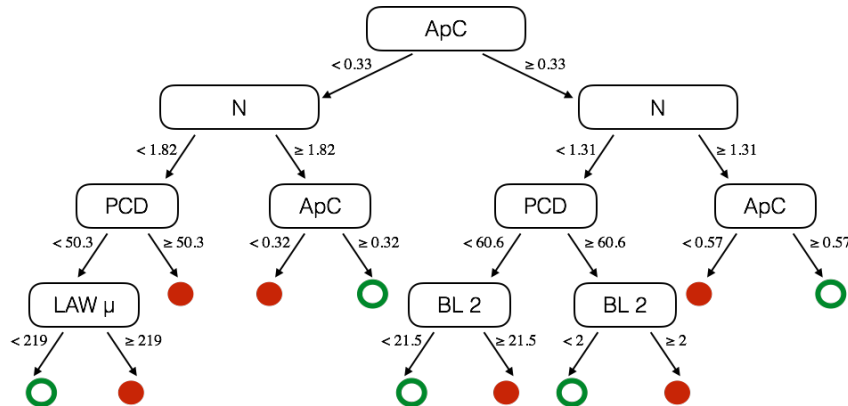 ApC
< 0.33
≥ 0.33
N
N
< 1.82
≥ 1.82
< 1.31
≥ 1.31
PCD
ApC
PCD
ApC
< 50.3
≥ 50.3
< 0.32
≥ 0.32
< 60.6
≥ 60.6
< 0.57
≥ 0.57
LAW µ
BL 2
BL 2
< 219
≥ 219
< 21.5
≥ 21.5
< 2
≥ 2